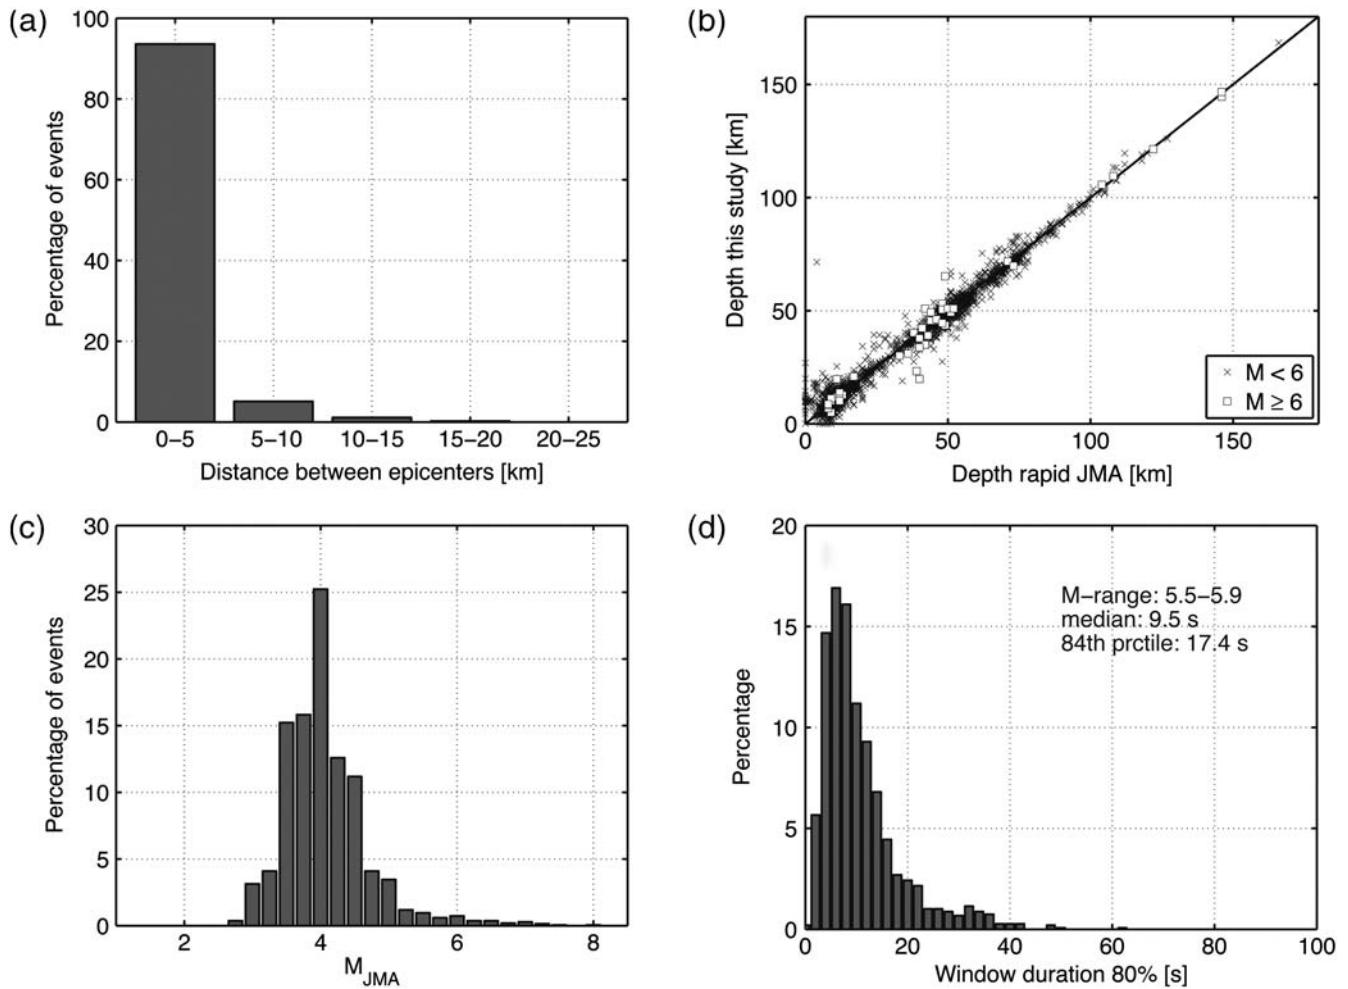 (a)
100
80
60
40
20
0
Percentage of events
0–5 5–10 10–15 15–20 20–25
Distance between epicenters [km]
(b)
150
100
50
0
Depth this study [km]
M < 6
M ≥ 6
0 50 100 150
Depth rapid JMA [km]
(c)
30
25
20
15
10
5
0
Percentage of events
2 4 6 8
M_JMA
(d)
20
15
10
5
0
Percentage
M–range: 5.5–5.9
median: 9.5 s
84th prctile: 17.4 s
0 20 40 60 80 100
Window duration 80% [s]